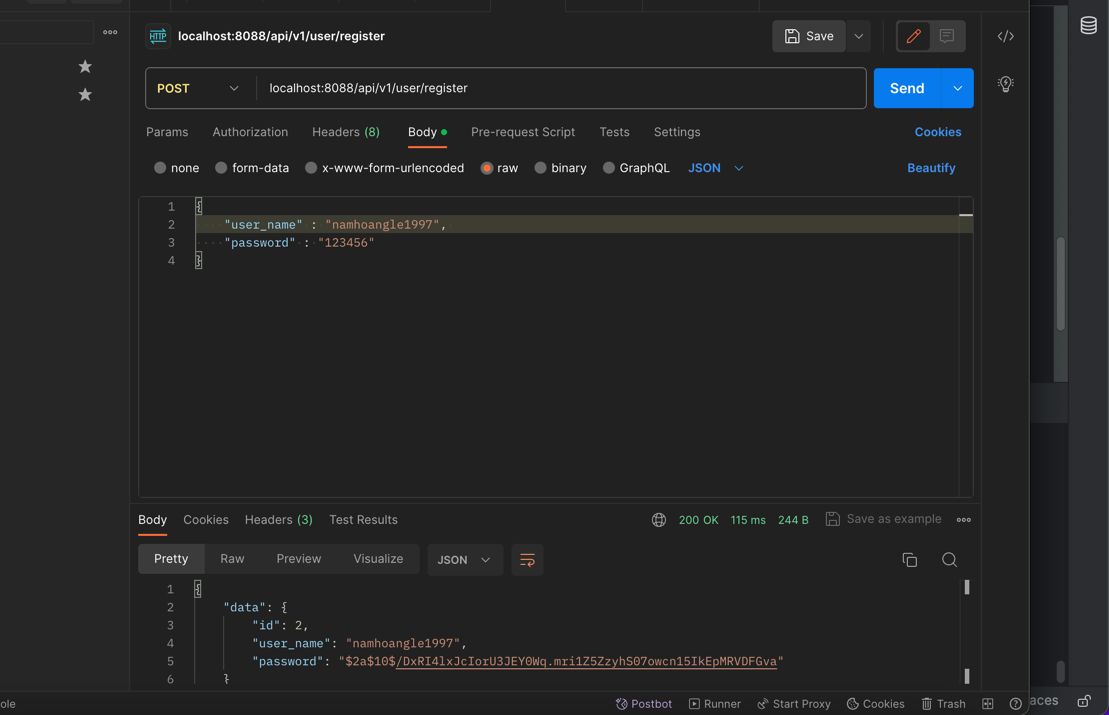 localhost:8088/api/v1/user/register
Save
POST
localhost:8088/api/v1/user/register
Send
Params Authorization Headers (8) Body Pre-request Script Tests Settings Cookies
none form-data x-www-form-urlencoded raw binary GraphQL JSON Beautify
1 {
2 "user_name" : "namhoangle1997",
3 "password" : "123456"
4 }
Body Cookies Headers (3) Test Results 200 OK 115 ms 244 B Save as example
Pretty Raw Preview Visualize JSON
1 {
2 "data": {
3 "id": 2,
4 "user_name": "namhoangle1997",
5 "password": "$2a$10$/DxRI4lxJcIorU3JEY0Wq.mri1Z5ZzyhS07owcn15IkEpMRVDFGva"
6 }
ole Postbot Runner Start Proxy Cookies Trash aces